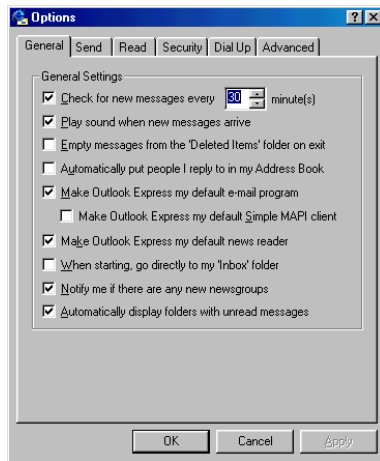 Options
General Send Read Security Dial Up Advanced
General Settings
Check for new messages every 30 minute(s)
Play sound when new messages arrive
Empty messages from the 'Deleted Items' folder on exit
Automatically put people I reply to in my Address Book
Make Outlook Express my default e-mail program
Make Outlook Express my default Simple MAPI client
Make Outlook Express my default news reader
When starting, go directly to my 'Inbox' folder
Notify me if there are any new newsgroups
Automatically display folders with unread messages
OK Cancel Apply